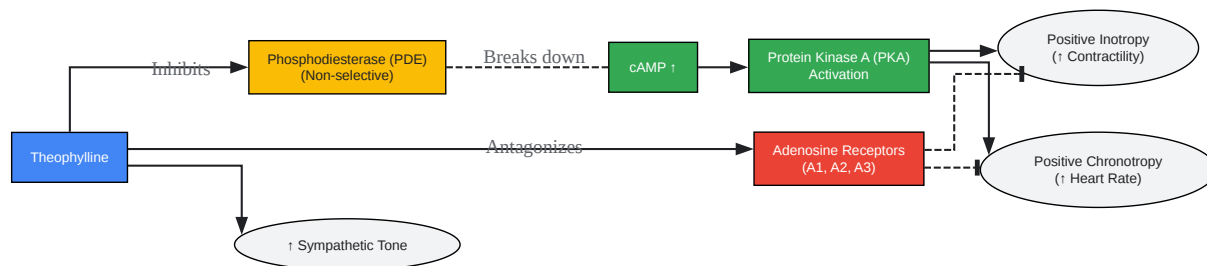 Positive Inotropy
(↑ Contractility)
Phosphodiesterase (PDE)
(Non-selective)
Breaks down
Inhibits
cAMP ↑
Protein Kinase A (PKA)
Activation
Theophylline
Antagonizes
Adenosine Receptors
(A1, A2, A3)
Positive Chronotropy
(↑ Heart Rate)
↑ Sympathetic Tone